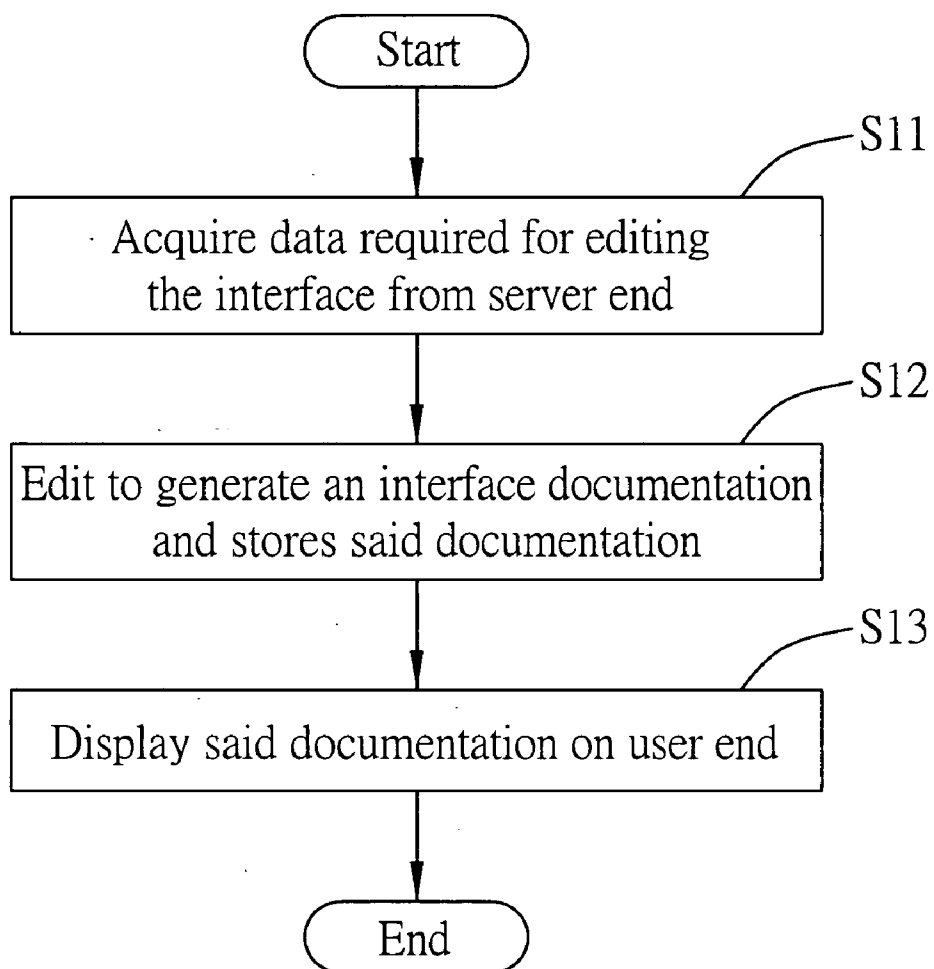 Start
S11
Acquire data required for editing
the interface from server end
S12
Edit to generate an interface documentation
and stores said documentation
S13
Display said documentation on user end
End